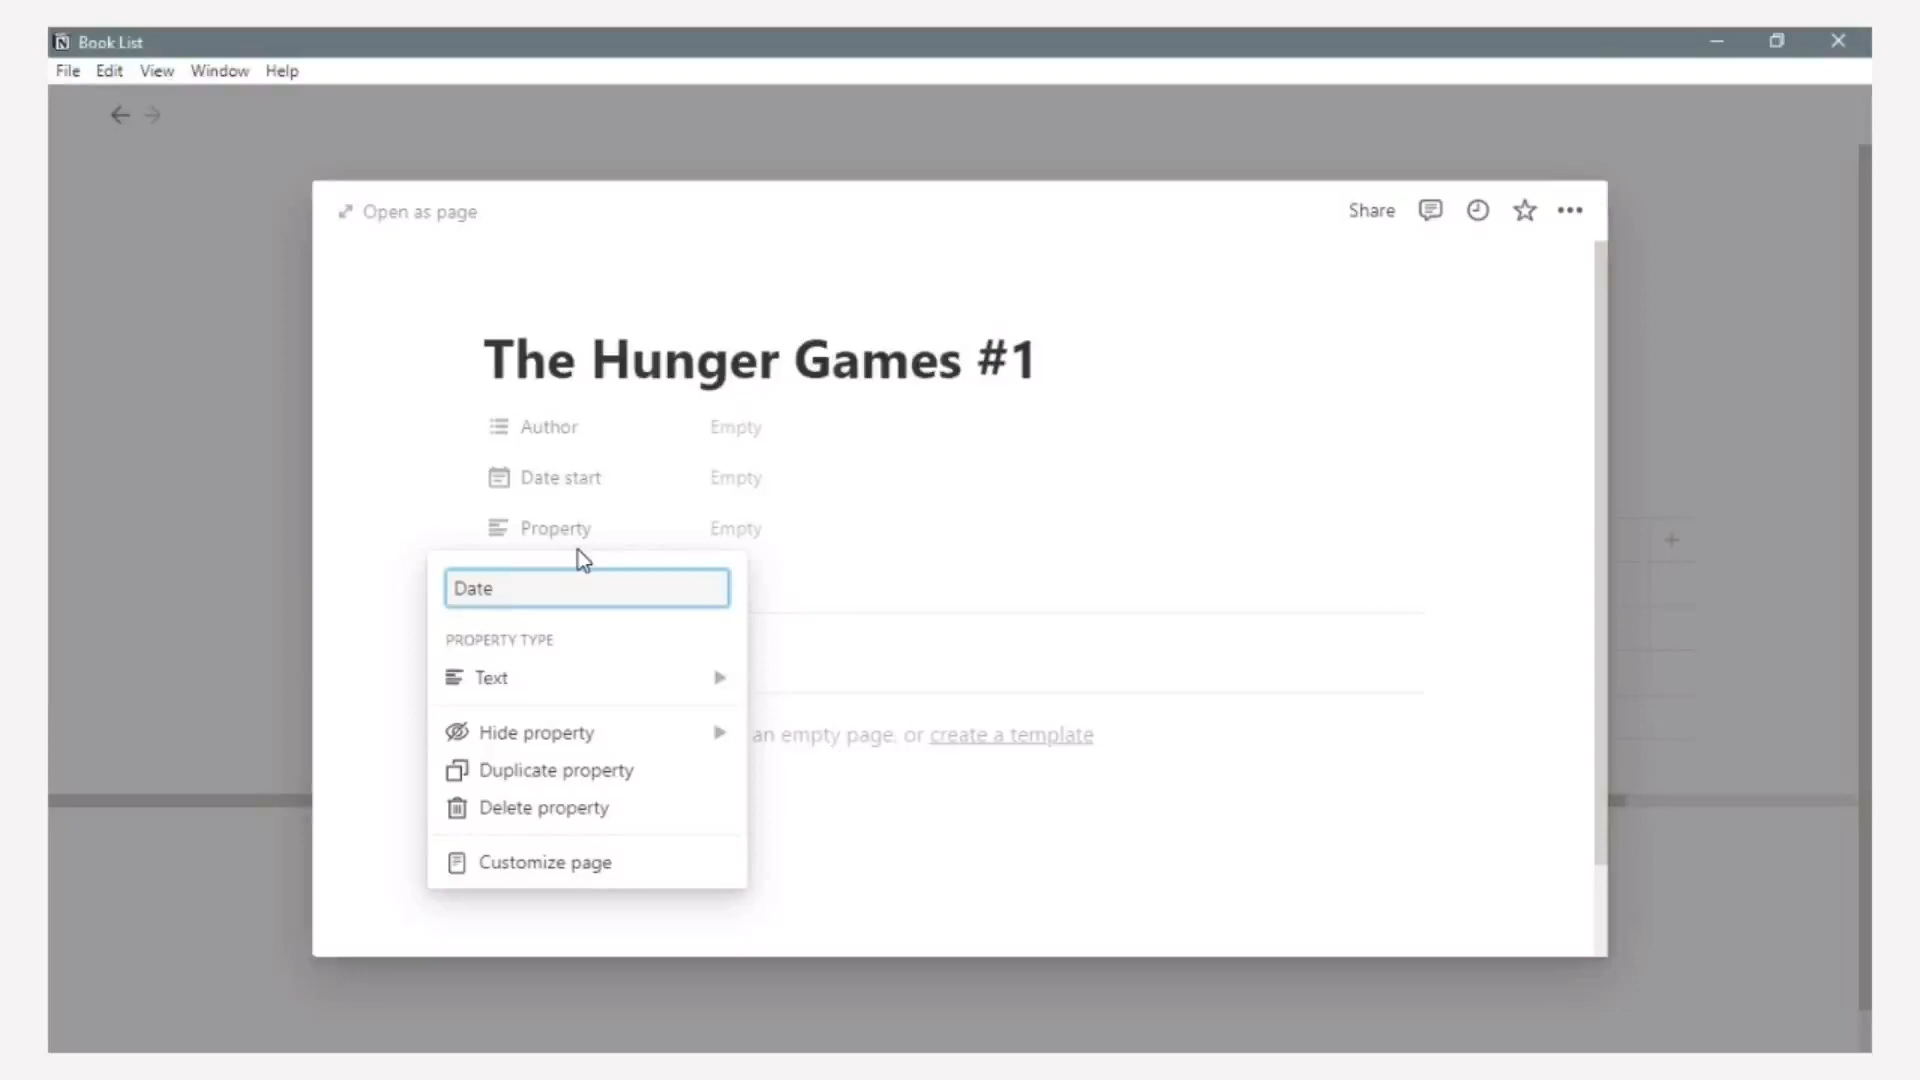 Book List
File Edit View Window Help
Open as page
Share
The Hunger Games #1
Author Empty
Date start Empty
Property Empty
Date
PROPERTY TYPE
Text
Hide property
an empty page, or create a template
Duplicate property
Delete property
Customize page